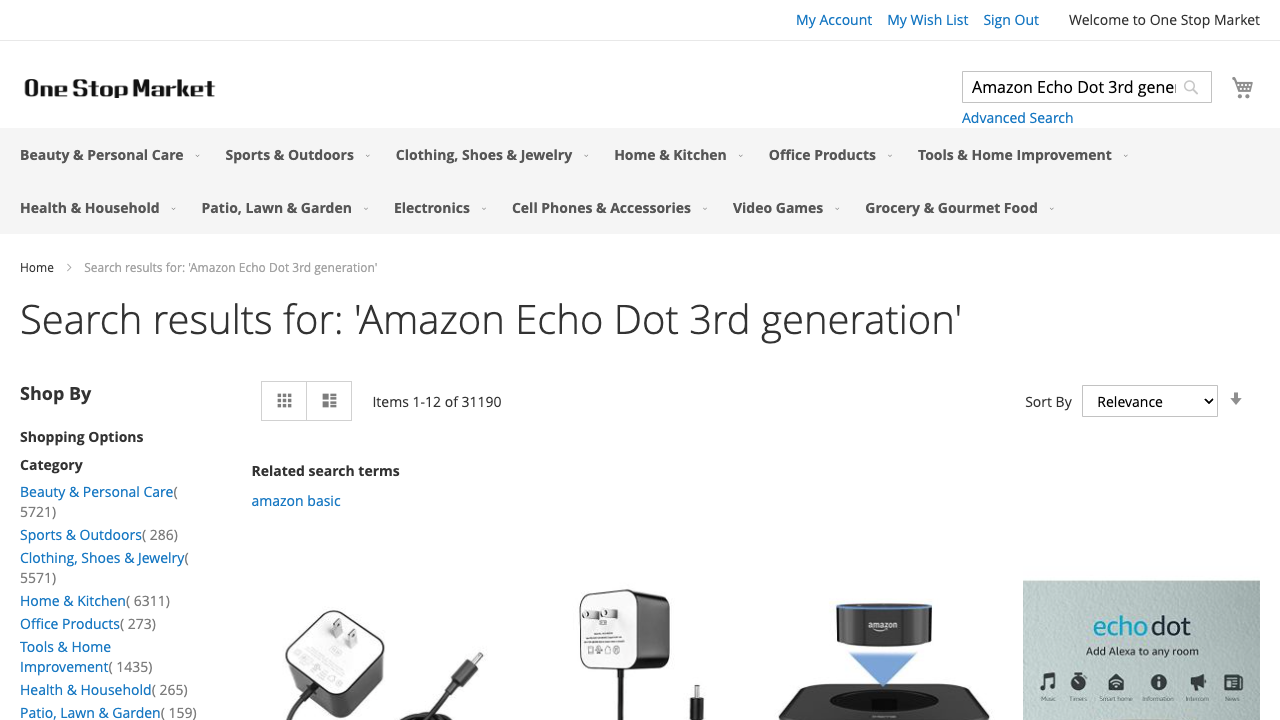 My Account My Wish List Sign Out Welcome to One Stop Market
One Stop Market
Amazon Echo Dot 3rd gene
Advanced Search
Beauty & Personal Care Sports & Outdoors Clothing, Shoes & Jewelry Home & Kitchen Office Products Tools & Home Improvement
Health & Household Patio, Lawn & Garden Electronics Cell Phones & Accessories Video Games Grocery & Gourmet Food
Home Search results for: 'Amazon Echo Dot 3rd generation'
Search results for: 'Amazon Echo Dot 3rd generation'
Shop By
Items 1-12 of 31190
Sort By Relevance
Shopping Options
Category
Beauty & Personal Care( 5721)
Sports & Outdoors( 286)
Clothing, Shoes & Jewelry( 5571)
Home & Kitchen( 6311)
Office Products( 273)
Tools & Home
Improvement( 1435)
Health & Household( 265)
Patio, Lawn & Garden( 159)
Related search terms
amazon basic
amazon
echo dot
Add Alexa to any room
Music Timers Smart home Information News